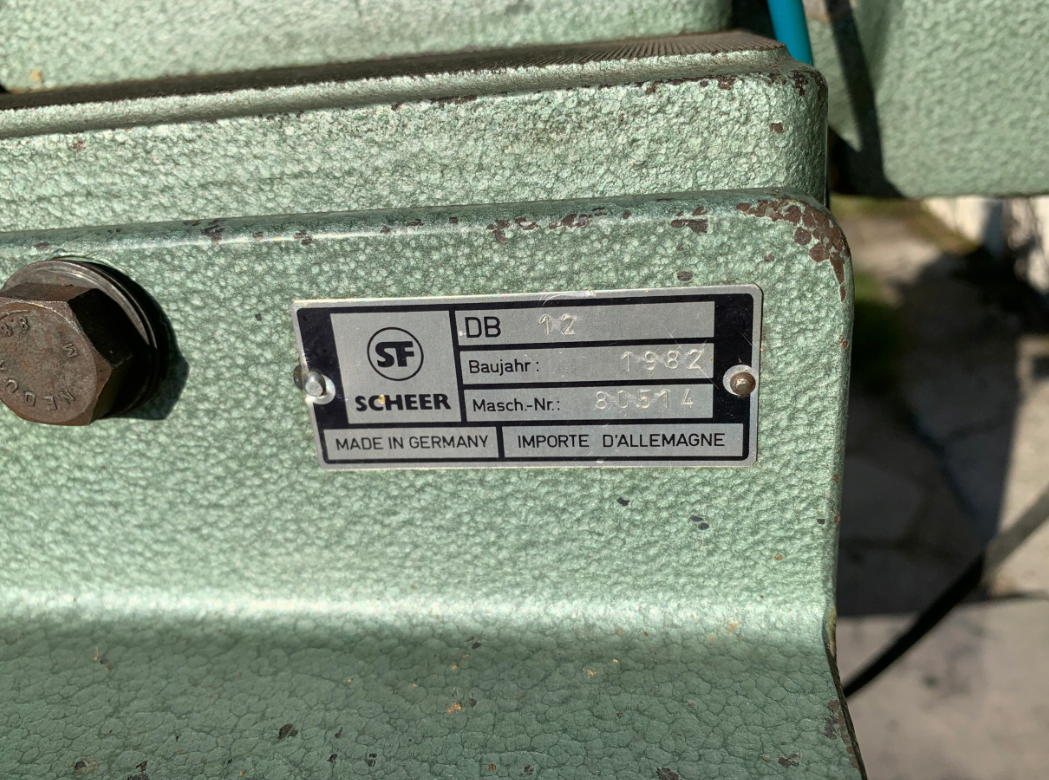 SF
SCHEER
DB 12
Baujahr: 1982
Masch.-Nr.: 80514
MADE IN GERMANY
IMPORTE D'ALLEMAGNE